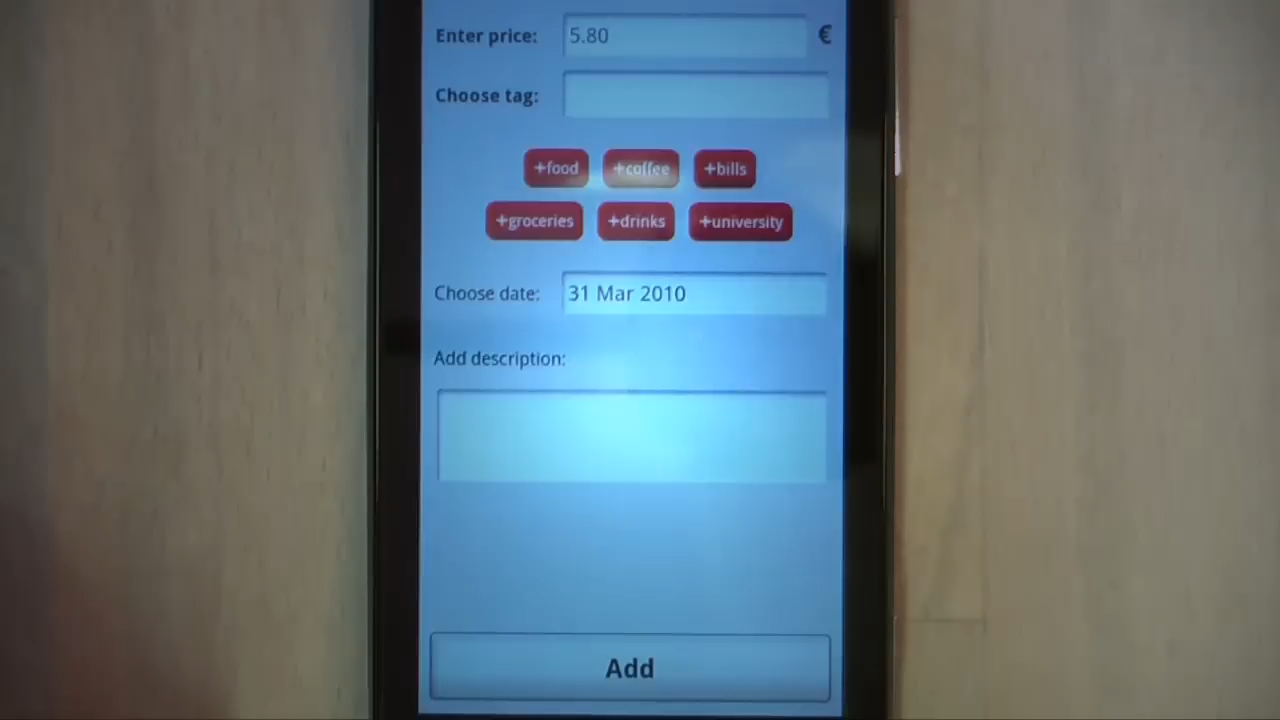 Enter price: 5.80 €
Choose tag:
+food +coffee +bills
+groceries +drinks +university
Choose date: 31 Mar 2010
Add description:
Add